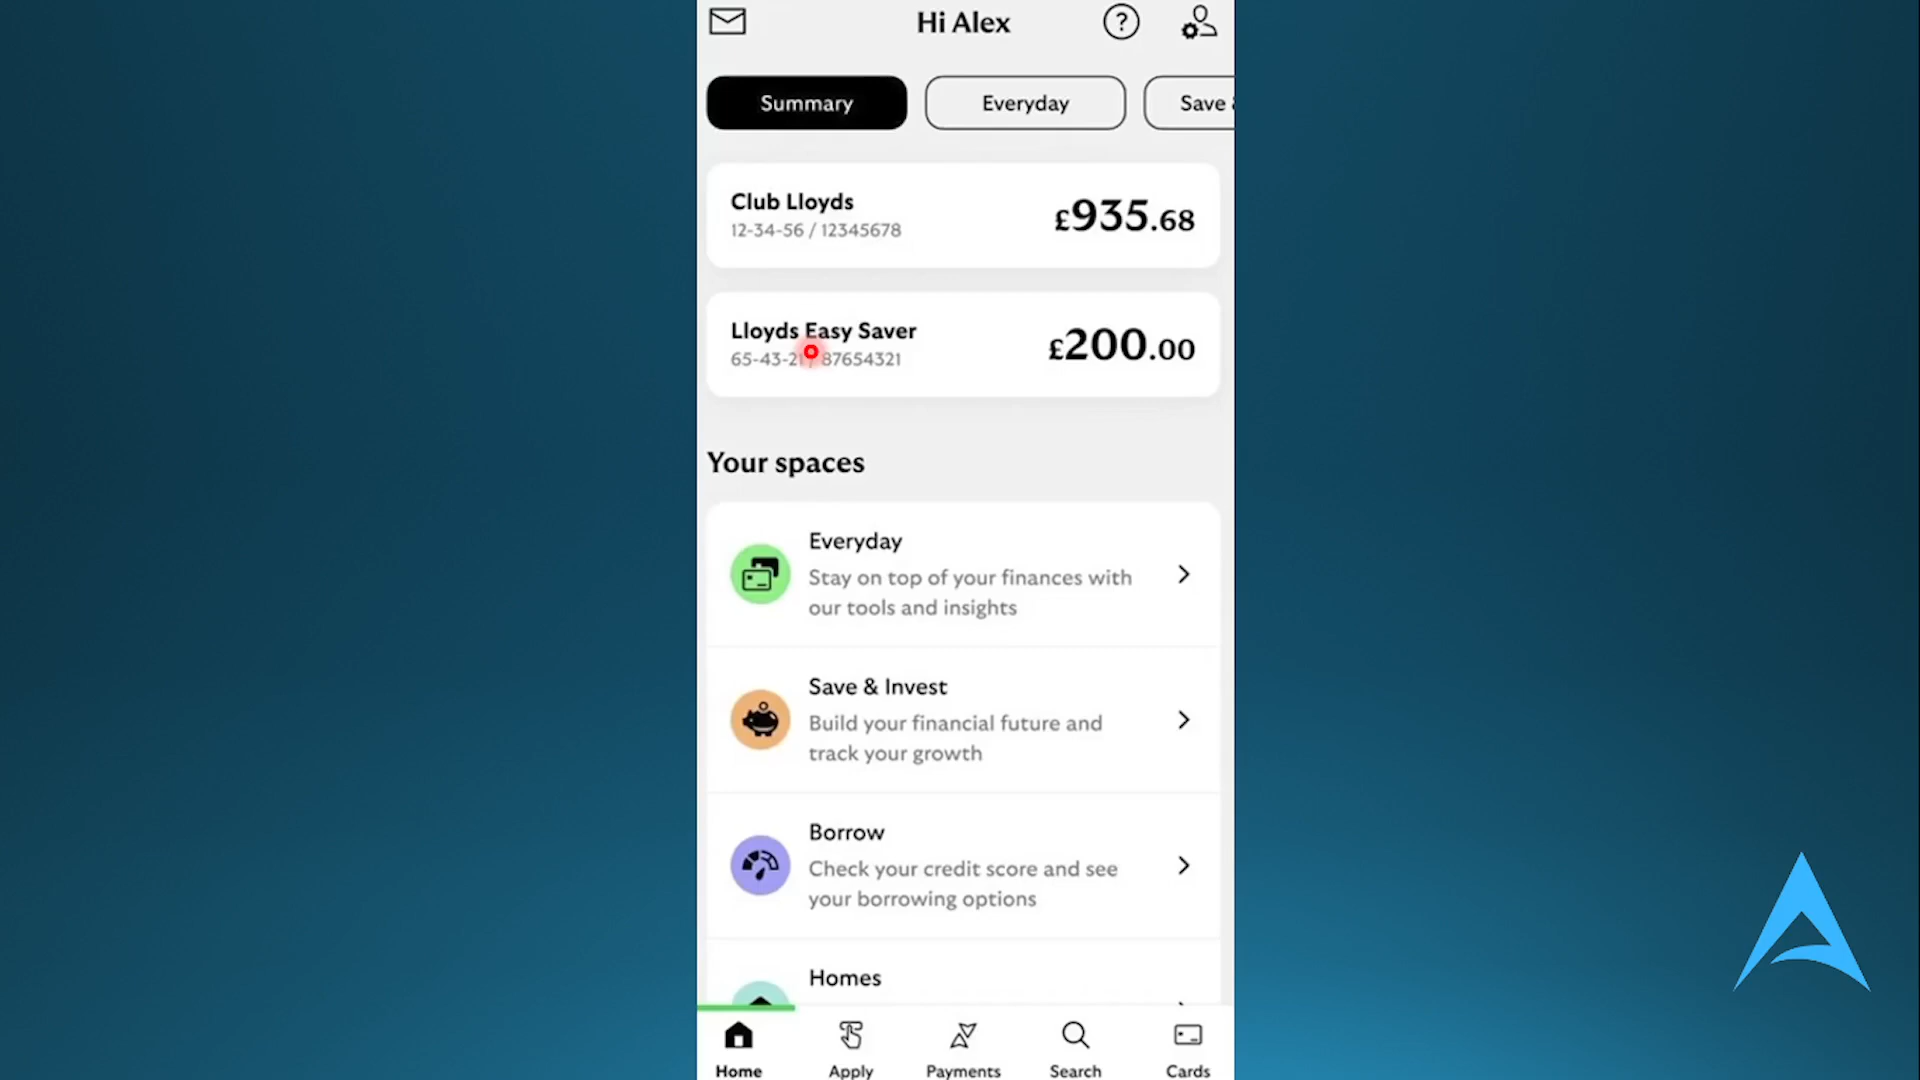 Hi Alex
Summary
Everyday
Save
Club Lloyds
12-34-56 / 12345678
£935.68
Lloyds Easy Saver
65-43-21 / 87654321
£200.00
Your spaces
Everyday
Stay on top of your finances with
our tools and insights
Save & Invest
Build your financial future and
track your growth
Borrow
Check your credit score and see
your borrowing options
Homes
Home
Apply
Payments
Search
Cards